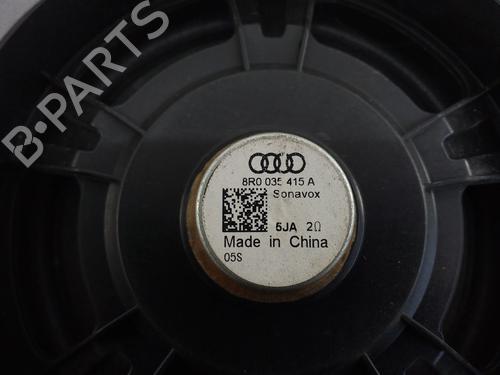 B-PARTS
8R0 035 415 A
Sonavox
5JA 2Ω
Made in China
05S